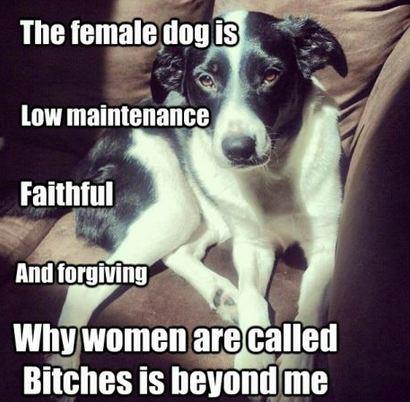 The female dog is
Low maintenance
Faithful
And forgiving
Why women are called
Bitches is beyond me